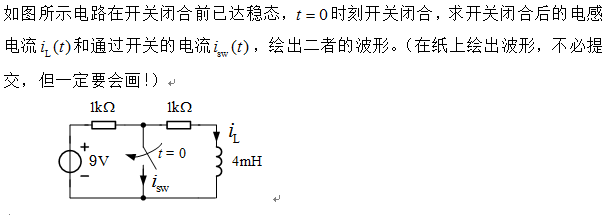 如图所示电路在开关闭合前已达稳态，t = 0时刻开关闭合，求开关闭合后的电感
电流i_L(t)和通过开关的电流i_sw(t)，绘出二者的波形。（在纸上绘出波形，不必提
交，但一定要会画!）
1kΩ 1kΩ
+ 9V −
t = 0
i_sw
i_L
4mH